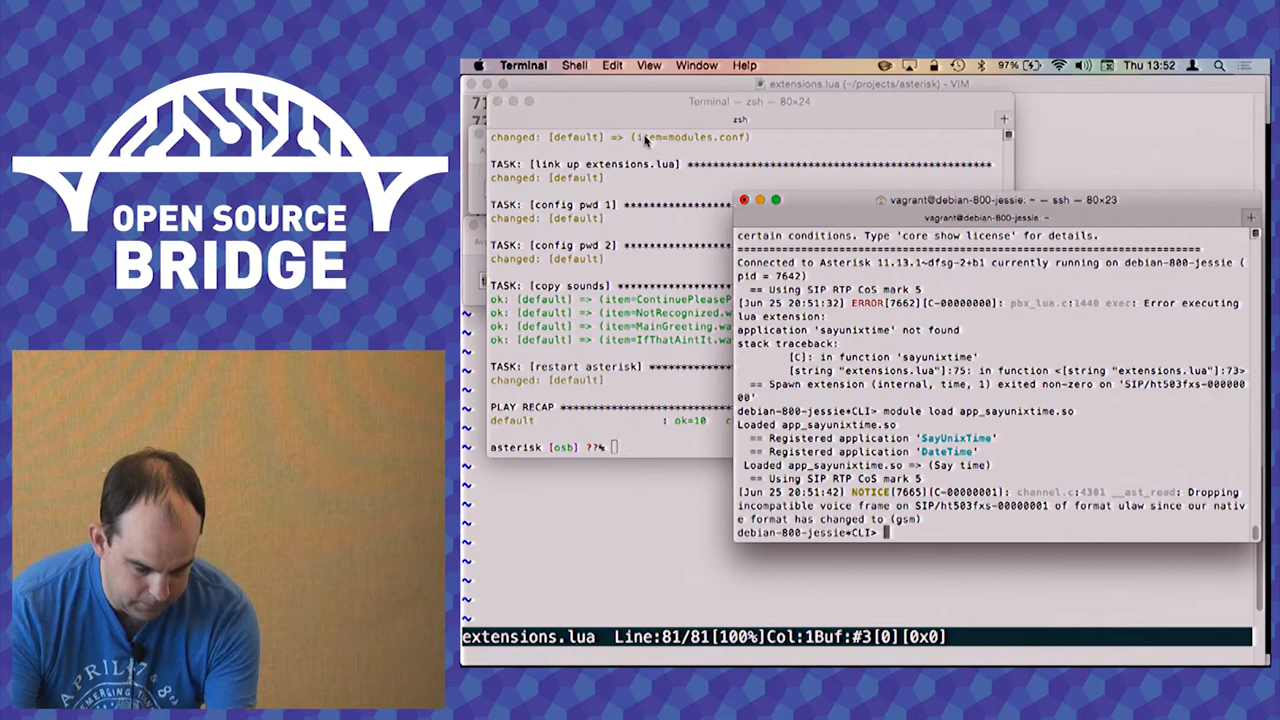 OPEN SOURCE
BRIDGE
APRIL 7 & 8th
EMERGING
Terminal Shell Edit View Window Help
97%
Thu 13:52
extensions.lua (~/projects/asterisk) - VIM
71
7
Terminal — zsh — 80×24
zsh
changed: [default] => (item=modules.conf)
TASK: [link up extensions.lua] **************************************
changed: [default]
TASK: [config pwd 1]
changed: [default]
TASK: [config pwd 2]
changed: [default]
TASK: [copy sounds]
ok: [default] => (item=ContinuePleaseP
ok: [default] => (item=NotRecognized.w
ok: [default] => (item=MainGreeting.wa
ok: [default] => (item=IfThatAintIt.wa
TASK: [restart asterisk]
changed: [default]
PLAY RECAP
default : ok=10 c
asterisk [osb] ??%
vagrant@debian-800-jessie: ~ — ssh — 80×23
vagrant@debian-800-jessie: ~
certain conditions. Type 'core show license' for details.
=========================================================================
Connected to Asterisk 11.13.1~dfsg-2+b1 currently running on debian-800-jessie (
pid = 7642)
== Using SIP RTP CoS mark 5
[Jun 25 20:51:32] ERROR[7662][C-00000000]: pbx_lua.c:1440 exec: Error executing
lua extension:
application 'sayunixtime' not found
stack traceback:
[C]: in function 'sayunixtime'
[string "extensions.lua"]:75: in function <[string "extensions.lua"]:73>
== Spawn extension (internal, time, 1) exited non-zero on 'SIP/ht503fxs-000000
00'
debian-800-jessie*CLI> module load app_sayunixtime.so
Loaded app_sayunixtime.so
== Registered application 'SayUnixTime'
== Registered application 'DateTime'
Loaded app_sayunixtime.so => (Say time)
== Using SIP RTP CoS mark 5
[Jun 25 20:51:42] NOTICE[7665][C-00000001]: channel.c:4301 __ast_read: Dropping
incompatible voice frame on SIP/ht503fxs-00000001 of format ulaw since our nativ
e format has changed to (gsm)
debian-800-jessie*CLI>
extensions.lua Line:81/81[100%]Col:1Buf:#3[0][0x0]